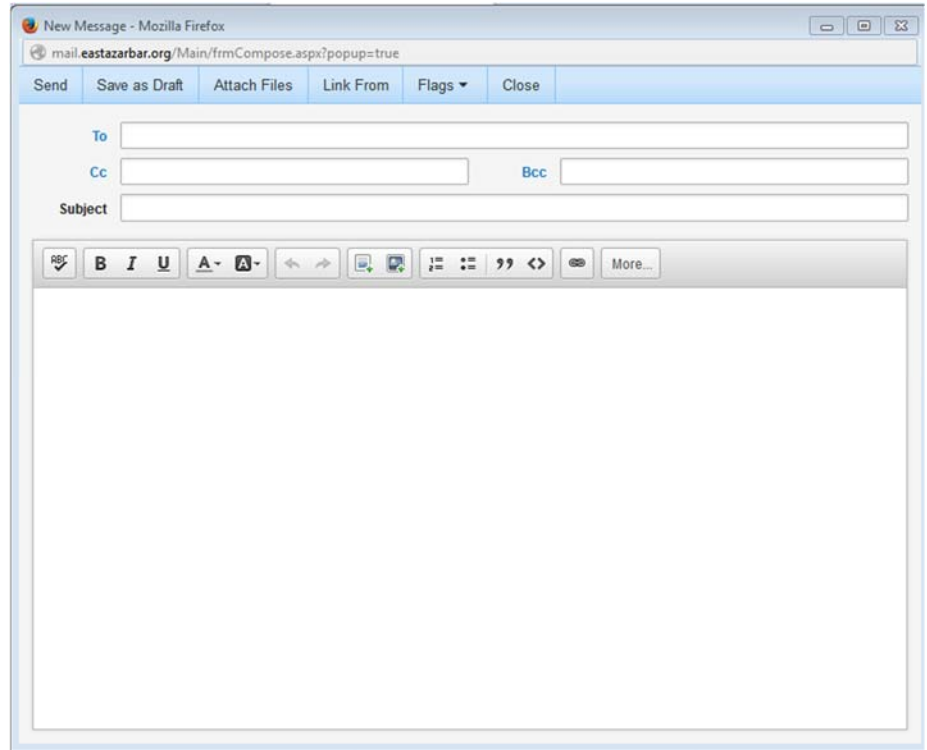 New Message - Mozilla Firefox
mail.eastazarbar.org/Main/frmCompose.aspx?popup=true
Send Save as Draft Attach Files Link From Flags Close
To
Cc Bcc
Subject
ABC B I U A A More...